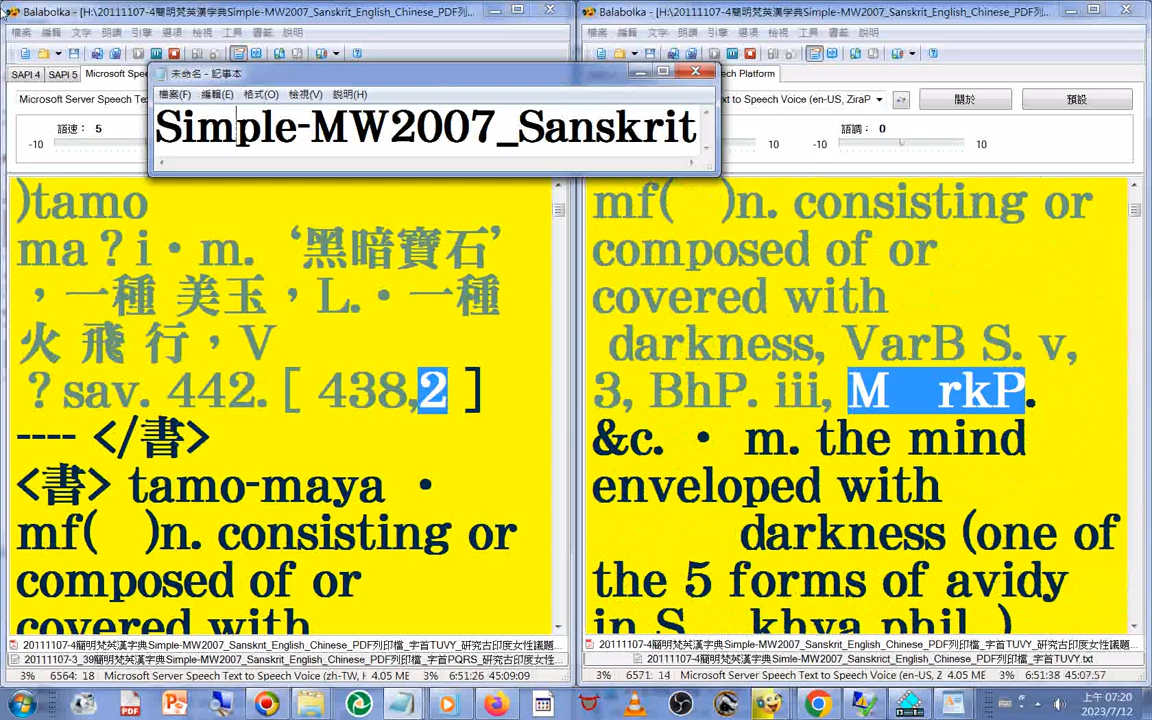 Balabolka - [H:\20111107-4簡明梵英漢字典Simple-MW2007_Sanskrit_English_Chinese_PDF列...
檔案 編輯 文字 朗讀 引擎 選項 檢視 工具 書籤 說明
SAPI 4 SAPI 5 Microsoft Spee
Microsoft Server Speech Text
語速： 5
-10
)tamo
ma？i・m. ‘黑暗寶石’
，一種 美玉，L.・一種
火 飛 行，V
？sav. 442. [ 438,2 ]
---- </書>
<書> tamo-maya ・
mf( )n. consisting or
composed of or
covered with
20111107-4簡明梵英漢字典Simple-MW2007_Sanskrit_English_Chinese_PDF列印檔_字首TUVY_研究古印度女性議題...
20111107-3_39簡明梵英漢字典Simple-MW2007_Sanskrit_English_Chinese_PDF列印檔_字首PQRS_研究古印度女性...
3% 6564: 18 Microsoft Server Speech Text to Speech Voice (zh-TW, H 4.05 ME 3% 6:51:26 45:09:09
未命名 - 記事本
檔案(F) 編輯(E) 格式(O) 檢視(V) 說明(H)
Simple-MW2007_Sanskrit
Balabolka - [H:\20111107-4簡明梵英漢字典Simple-MW2007_Sanskrit_English_Chinese_PDF列...
檔案 編輯 文字 朗讀 引擎 選項 檢視 工具 書籤 說明
ech Platform
xt to Speech Voice (en-US, ZiraP 關於 預設
語調： 0
10 -10 10
mf( )n. consisting or
composed of or
covered with
darkness, VarB S. v,
3, BhP. iii, M rkP.
&c. ・ m. the mind
enveloped with
darkness (one of
the 5 forms of avidy
in S khya phil.)
20111107-4簡明梵英漢字典Simple-MW2007_Sanskrit_English_Chinese_PDF列印檔_字首TUVY_研究古印度女性議題...
20111107-4簡明梵英漢字典Simle-MW2007_Sanskrit_English_Chinese_PDF列印檔_字首TUVY.txt
3% 6571: 14 Microsoft Server Speech Text to Speech Voice (en-US, Z 4.05 ME 3% 6:51:38 45:07.57
上午 07:20
2023/7/12